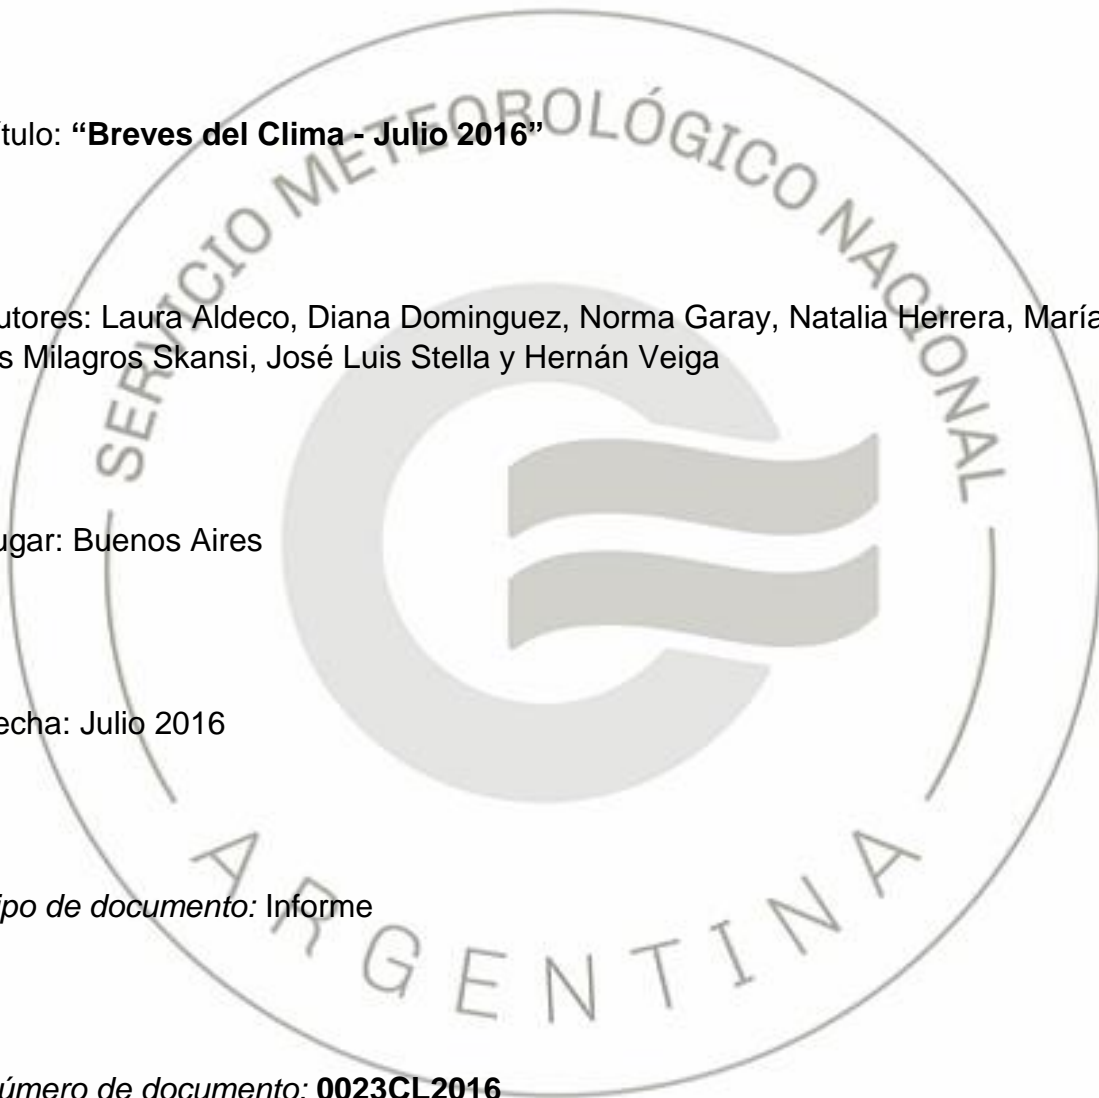 ítulo: “Breves del Clima - Julio 2016”
utores: Laura Aldeco, Diana Dominguez, Norma Garay, Natalia Herrera, María
s Milagros Skansi, José Luis Stella y Hernán Veiga
ugar: Buenos Aires
echa: Julio 2016
ipo de documento: Informe
úmero de documento: 0023CL2016
SERVICIO METEOROLÓGICO NACIONAL
ARGENTINA